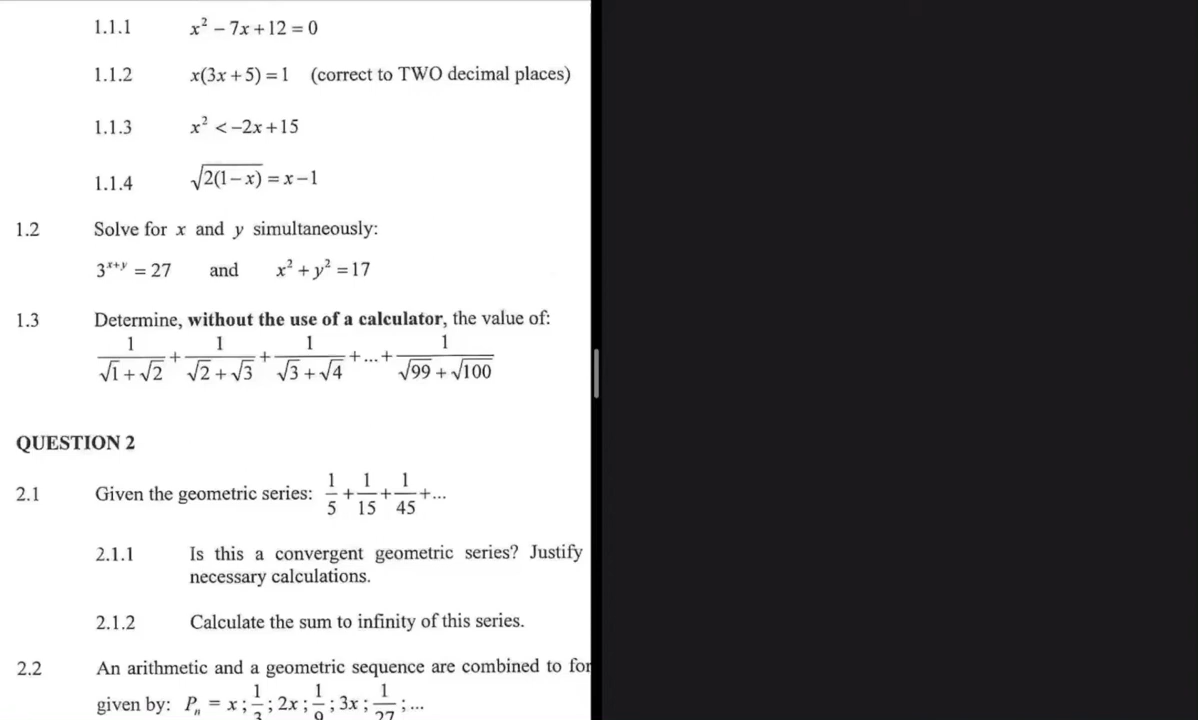 1.1.1 x² − 7x + 12 = 0
1.1.2 x(3x + 5) = 1 (correct to TWO decimal places)
1.1.3 x² < −2x + 15
1.1.4 √(2(1 − x)) = x − 1
1.2 Solve for x and y simultaneously:
3^(x+y) = 27 and x² + y² = 17
1.3 Determine, without the use of a calculator, the value of:
1/(√1 + √2) + 1/(√2 + √3) + 1/(√3 + √4) + ... + 1/(√99 + √100)
QUESTION 2
2.1 Given the geometric series: 1/5 + 1/15 + 1/45 + ...
2.1.1 Is this a convergent geometric series? Justify
necessary calculations.
2.1.2 Calculate the sum to infinity of this series.
2.2 An arithmetic and a geometric sequence are combined to for
given by: Pₙ = x ; 1/3 ; 2x ; 1/9 ; 3x ; 1/27 ; ...